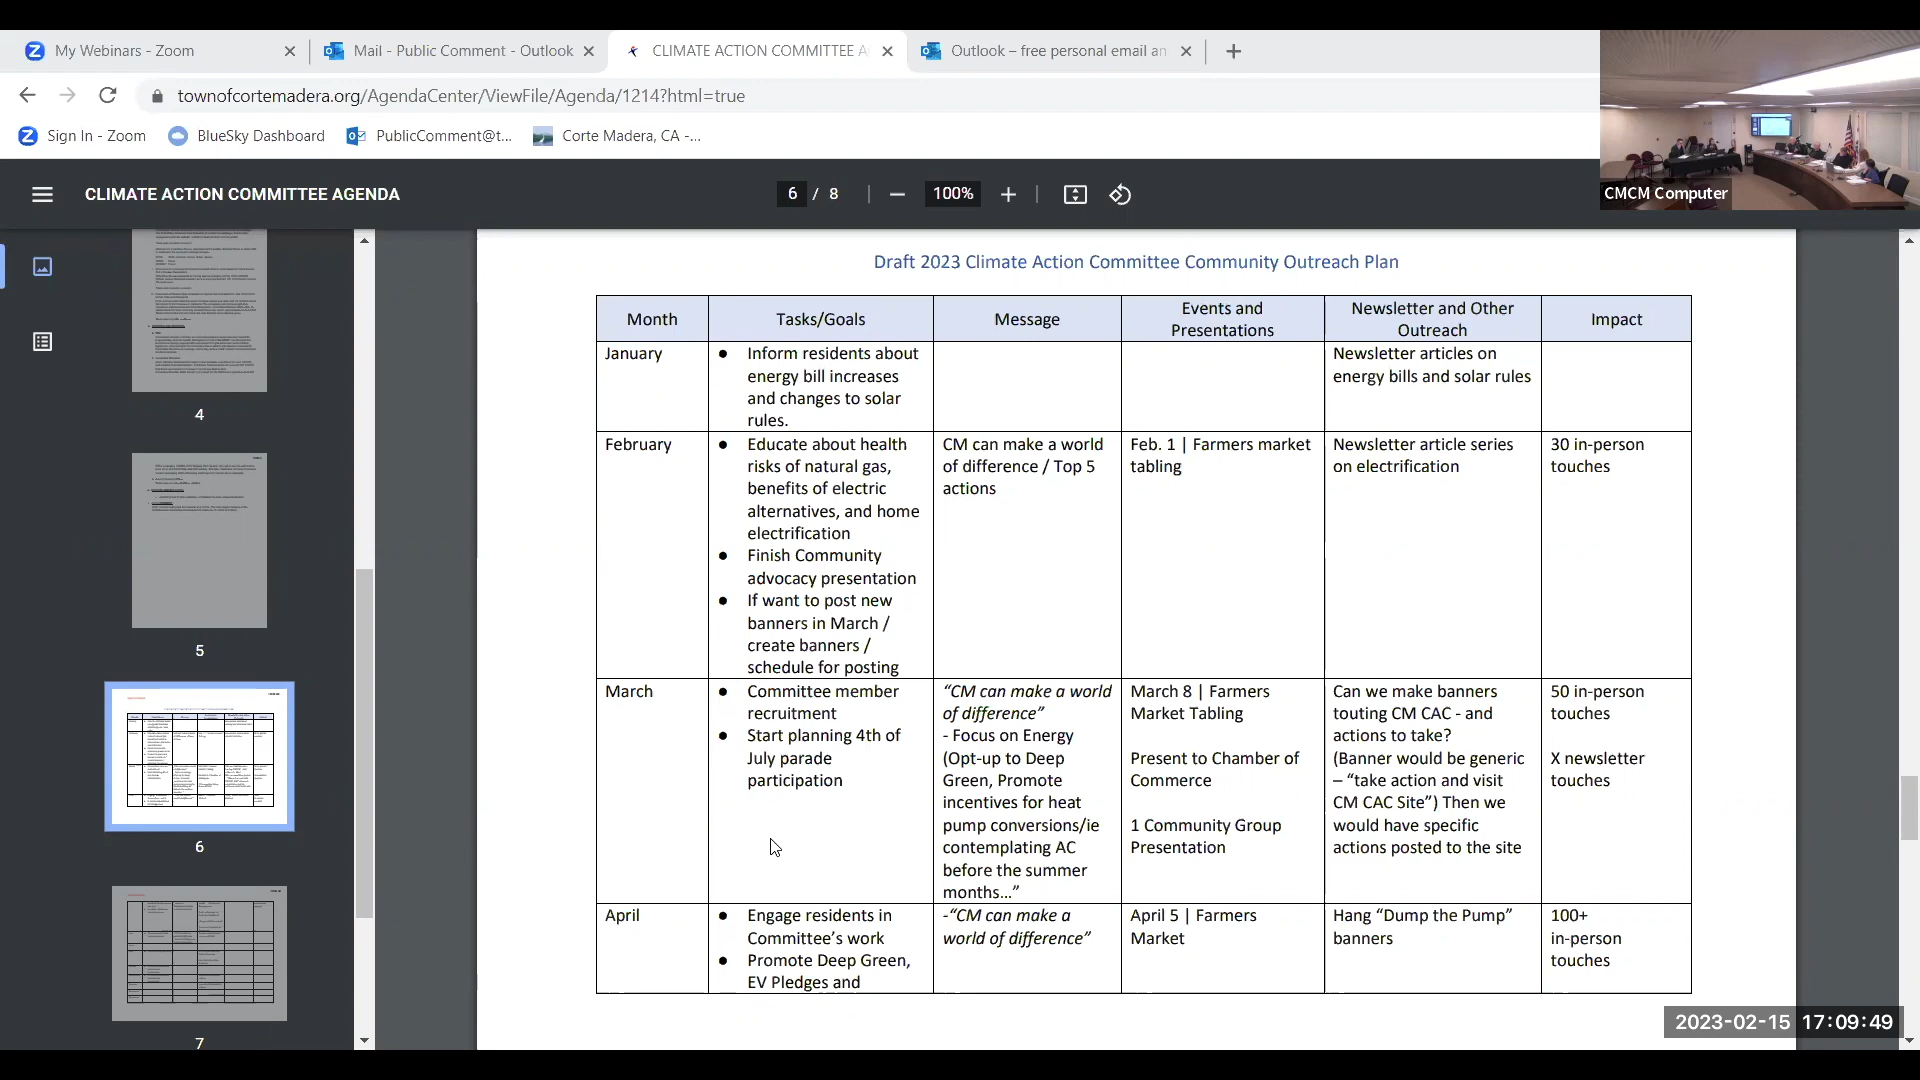 My Webinars - Zoom
Mail - Public Comment - Outlook
CLIMATE ACTION COMMITTEE A
Outlook – free personal email an
townofcortemadera.org/AgendaCenter/ViewFile/Agenda/1214?html=true
Sign In - Zoom
BlueSky Dashboard
PublicComment@t...
Corte Madera, CA -...
CMCM Computer
CLIMATE ACTION COMMITTEE AGENDA
6 / 8
100%
4
5
6
7
Draft 2023 Climate Action Committee Community Outreach Plan
Month
Tasks/Goals
Message
Events and
Presentations
Newsletter and Other
Outreach
Impact
January
● Inform residents about
energy bill increases
and changes to solar
rules.
Newsletter articles on
energy bills and solar rules
February
● Educate about health
risks of natural gas,
benefits of electric
alternatives, and home
electrification
● Finish Community
advocacy presentation
● If want to post new
banners in March /
create banners /
schedule for posting
CM can make a world
of difference / Top 5
actions
Feb. 1 | Farmers market
tabling
Newsletter article series
on electrification
30 in-person
touches
March
● Committee member
recruitment
● Start planning 4th of
July parade
participation
“CM can make a world
of difference”
- Focus on Energy
(Opt-up to Deep
Green, Promote
incentives for heat
pump conversions/ie
contemplating AC
before the summer
months…”
March 8 | Farmers
Market Tabling
Present to Chamber of
Commerce
1 Community Group
Presentation
Can we make banners
touting CM CAC - and
actions to take?
(Banner would be generic
– “take action and visit
CM CAC Site”) Then we
would have specific
actions posted to the site
50 in-person
touches
X newsletter
touches
April
● Engage residents in
Committee’s work
● Promote Deep Green,
EV Pledges and
-“CM can make a
world of difference”
April 5 | Farmers
Market
Hang “Dump the Pump”
banners
100+
in-person
touches
2023-02-15 17:09:49